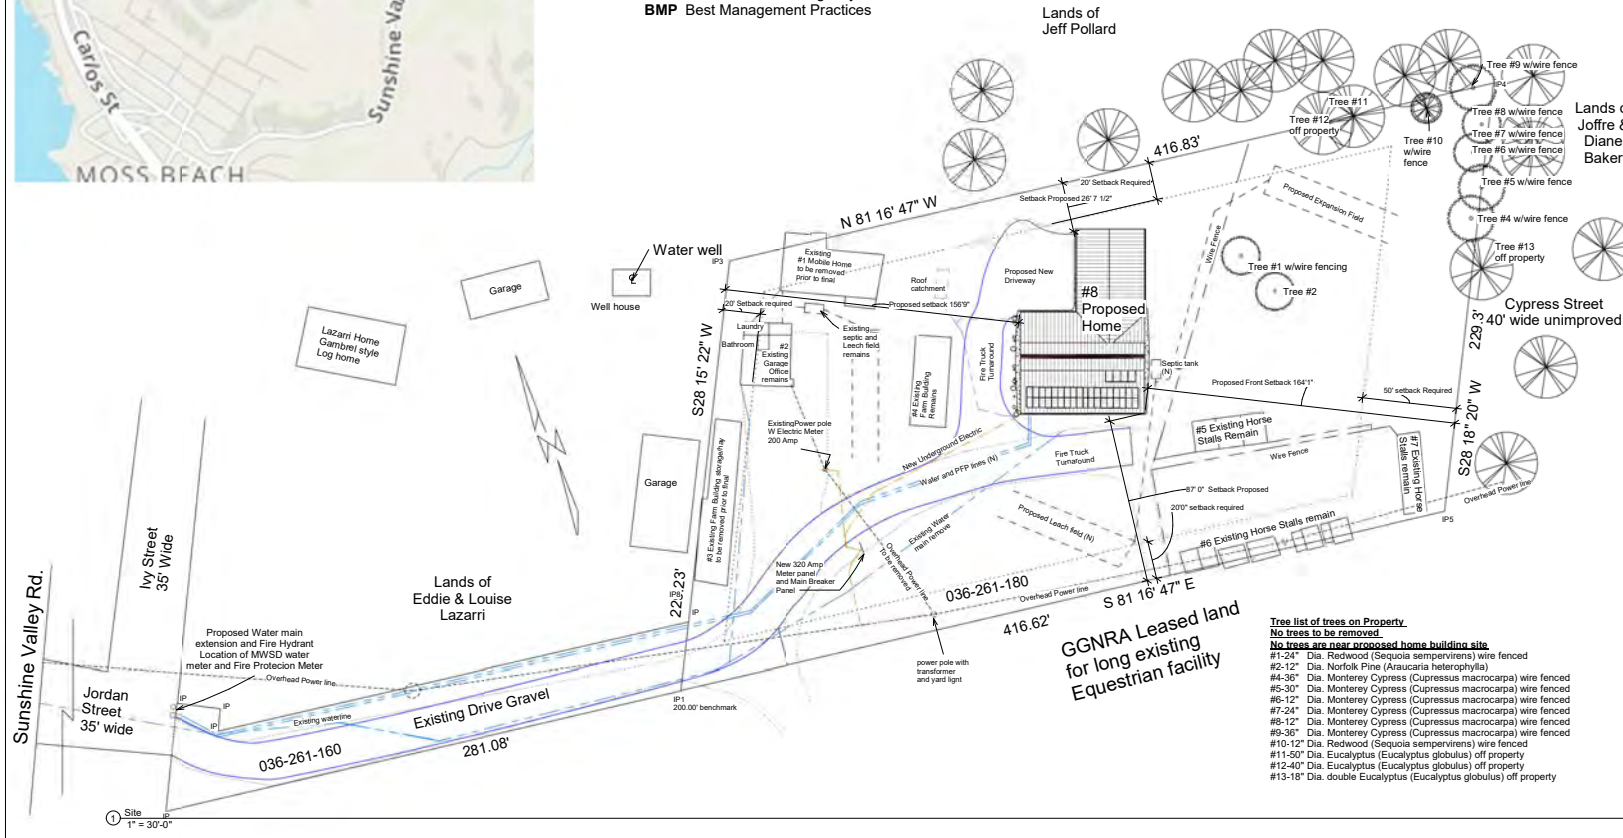 BMP Best Management Practices
Carlos St
Sunshine Va
MOSS BEACH
Lands of
Jeff Pollard
Tree #9 w/wire fence
IP4
Tree #11
Tree #12
off property
Tree #10
w/wire
fence
Tree #8 w/wire fence
Tree #7 w/wire fence
Tree #6 w/wire fence
Tree #5 w/wire fence
Tree #4 w/wire fence
Tree #13
off property
Lands o
Joffre &
Diane
Baker
416.83'
20' Setback Required
Setback Proposed 26' 7 1/2"
N 81 16' 47" W
Proposed Expansion Field
Wire Fence
Tree #1 w/wire fencing
Tree #2
Cypress Street
40' wide unimproved
229.3'
S28 18' 20" W
Water well
Well house
Garage
Lazarri Home
Gambrel style
Log home
IP3
Existing
#1 Mobile Home
to be removed
prior to final
Roof
catchment
Proposed New
Driveway
#8
Proposed
Home
20' Setback required
Proposed setback 156'9"
Laundry
Bathroom
#2
Existing
Garage
Office
remains
Existing
septic and
Leech field
remains
S28 15' 22" W
#4 Existing
Farm Building
Remains
Fire Truck
Turnaround
Septic tank
(N)
Proposed Front Setback 164'1"
50' setback Required
ExistingPower pole
W Electric Meter
200 Amp
New Underground Electric
Water and PFP lines (N)
Fire Truck
Turnaround
#5 Existing Horse
Stalls Remain
Wire Fence
#7 Existing Horse
Stalls remain
Overhead Power line
IP5
Garage
#3 Existing Farm Building storage/hay
to be removed prior to final
87' 0" Setback Proposed
20'0" setback required
Proposed Leach field (N)
#6 Existing Horse Stalls remain
Existing Water
main remove
Overhead Power line
To be removed
New 320 Amp
Meter panel
and Main Breaker
Panel
036-261-180
Overhead Power line
S 81 16' 47" E
416.62'
GGNRA Leased land
for long existing
Equestrian facility
power pole with
transformer
and yard light
Ivy Street
35' Wide
Lands of
Eddie & Louise
Lazarri
IP8
Sunshine Valley Rd.
Proposed Water main
extension and Fire Hydrant
Location of MWSD water
meter and Fire Protecion Meter
Overhead Power line
Jordan
Street
35' wide
IP
IP
IP
Existing waterline
Existing Drive Gravel
IP1
200.00' benchmark
036-261-160
281.08'
IP
1 Site
1" = 30'-0"
Tree list of trees on Property
No trees to be removed
No trees are near proposed home building site
#1-24" Dia. Redwood (Sequoia sempervirens) wire fenced
#2-12" Dia. Norfolk Pine (Araucaria heterophylla)
#4-36" Dia. Monterey Cypress (Cupressus macrocarpa) wire fenced
#5-30" Dia. Monterey Cypress (Cupressus macrocarpa) wire fenced
#6-12" Dia. Monterey Cypress (Cupressus macrocarpa) wire fenced
#7-24" Dia. Monterey Cypress (Cupressus macrocarpa) wire fenced
#8-12" Dia. Monterey Cypress (Cupressus macrocarpa) wire fenced
#9-36" Dia. Monterey Cypress (Cupressus macrocarpa) wire fenced
#10-12" Dia. Redwood (Sequoia sempervirens) wire fenced
#11-50" Dia. Eucalyptus (Eucalyptus globulus) off property
#12-40" Dia. Eucalyptus (Eucalyptus globulus) off property
#13-18" Dia. double Eucalyptus (Eucalyptus globulus) off property